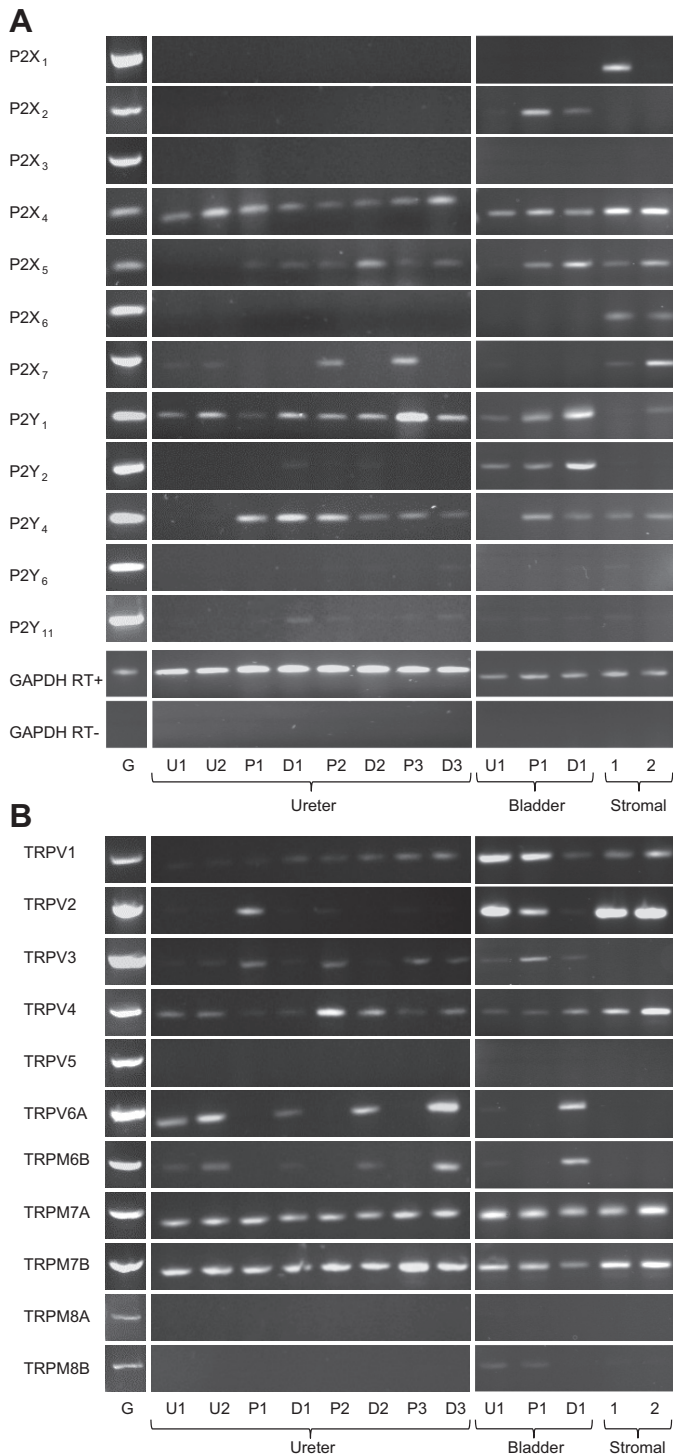 A
P2X₁
P2X₂
P2X₃
P2X₄
P2X₅
P2X₆
P2X₇
P2Y₁
P2Y₂
P2Y₄
P2Y₆
P2Y₁₁
GAPDH RT+
GAPDH RT-
G U1 U2 P1 D1 P2 D2 P3 D3 U1 P1 D1 1 2
Ureter Bladder Stromal
B
TRPV1
TRPV2
TRPV3
TRPV4
TRPV5
TRPV6A
TRPM6B
TRPM7A
TRPM7B
TRPM8A
TRPM8B
G U1 U2 P1 D1 P2 D2 P3 D3 U1 P1 D1 1 2
Ureter Bladder Stromal